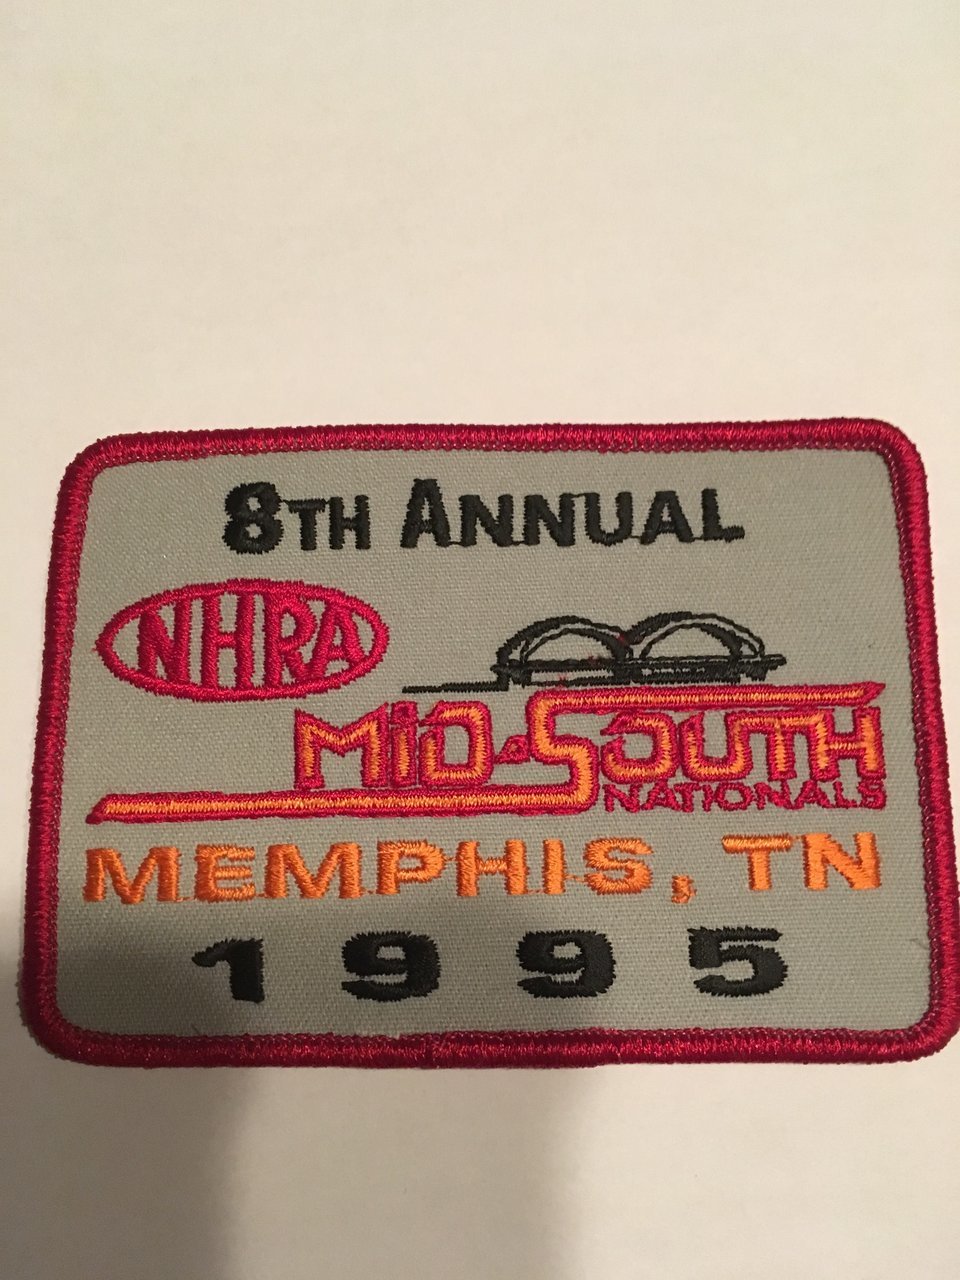 8TH ANNUAL
NHRA
MID-SOUTH
NATIONALS
MEMPHIS, TN
1995